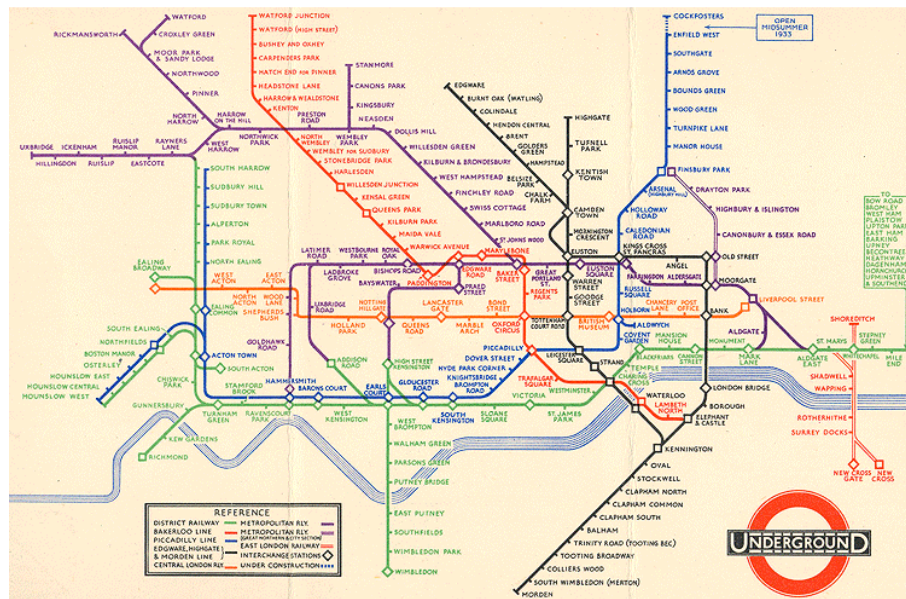 RICKMANSWORTH
WATFORD
CROXLEY GREEN
MOOR PARK
& SANDY LODGE
NORTHWOOD
PINNER
NORTH
HARROW
HARROW
ON THE HILL
WEST
HARROW
RAYNERS
LANE
EASTCOTE
RUISLIP
MANOR
RUISLIP
ICKENHAM
HILLINGDON
UXBRIDGE
WATFORD JUNCTION
WATFORD (HIGH STREET)
BUSHEY AND OXHEY
CARPENDERS PARK
HATCH END FOR PINNER
HEADSTONE LANE
HARROW & WEALDSTONE
KENTON
NORTHWICK
PARK
PRESTON
ROAD
WEMBLEY
PARK
NEASDEN
KINGSBURY
CANONS PARK
STANMORE
DOLLIS HILL
WILLESDEN GREEN
KILBURN & BRONDESBURY
WEST HAMPSTEAD
FINCHLEY ROAD
SWISS COTTAGE
MARLBORO ROAD
ST JOHNS WOOD
NORTH
WEMBLEY
WEMBLEY FOR SUDBURY
STONEBRIDGE PARK
HARLESDEN
WILLESDEN JUNCTION
KENSAL GREEN
QUEENS PARK
KILBURN PARK
MAIDA VALE
WARWICK AVENUE
PADDINGTON
EDGWARE
ROAD
MARYLEBONE
BAKER
STREET
REGENTS
PARK
OXFORD
CIRCUS
PICCADILLY
TRAFALGAR
SQUARE
CHARING
CROSS
WATERLOO
LAMBETH
NORTH
ELEPHANT
& CASTLE
EDGWARE
BURNT OAK (WATLING)
COLINDALE
HENDON CENTRAL
BRENT
GOLDERS
GREEN
HAMPSTEAD
BELSIZE
PARK
CHALK
FARM
HIGHGATE
TUFNELL
PARK
KENTISH
TOWN
CAMDEN
TOWN
MORNINGTON
CRESCENT
EUSTON
WARREN
STREET
GOODGE
STREET
TOTTENHAM
COURT ROAD
LEICESTER
SQUARE
STRAND
KINGS CROSS
ST. PANCRAS
ANGEL
OLD STREET
MOORGATE
BANK
LONDON BRIDGE
BOROUGH
KENNINGTON
OVAL
STOCKWELL
CLAPHAM NORTH
CLAPHAM COMMON
CLAPHAM SOUTH
BALHAM
TRINITY ROAD (TOOTING BEC)
TOOTING BROADWAY
COLLIERS WOOD
SOUTH WIMBLEDON (MERTON)
MORDEN
COCKFOSTERS
OPEN
MIDSUMMER
1933
ENFIELD WEST
SOUTHGATE
ARNOS GROVE
BOUNDS GREEN
WOOD GREEN
TURNPIKE LANE
MANOR HOUSE
FINSBURY PARK
ARSENAL
(HIGHBURY HILL)
HOLLOWAY
ROAD
CALEDONIAN
ROAD
RUSSELL
SQUARE
HOLBORN
ALDWYCH
COVENT
GARDEN
DOVER STREET
HYDE PARK CORNER
KNIGHTSBRIDGE
BROMPTON
ROAD
DRAYTON PARK
HIGHBURY & ISLINGTON
CANONBURY & ESSEX ROAD
TO
BOW ROAD
BROMLEY
WEST HAM
PLAISTOW
UPTON PARK
EAST HAM
BARKING
UPNEY
BECONTREE
HEATHWAY
DAGENHAM
HORNCHURCH
UPMINSTER
& SOUTHEND
SOUTH HARROW
SUDBURY HILL
SUDBURY TOWN
ALPERTON
PARK ROYAL
NORTH EALING
EALING
BROADWAY
EALING
COMMON
WEST
ACTON
NORTH
ACTON
EAST
ACTON
WOOD
LANE
SHEPHERDS
BUSH
HOLLAND
PARK
NOTTING
HILL GATE
QUEENS
ROAD
LANCASTER
GATE
MARBLE
ARCH
BOND
STREET
BRITISH
MUSEUM
CHANCERY
LANE
POST
OFFICE
LIVERPOOL STREET
LATIMER
ROAD
LADBROKE
GROVE
WESTBOURNE
PARK
ROYAL
OAK
BISHOPS ROAD
BAYSWATER
PRAED
STREET
GREAT
PORTLAND
ST.
EUSTON
SQUARE
FARRINGDON
ALDERSGATE
ALDGATE
UXBRIDGE
ROAD
GOLDHAWK
ROAD
HAMMERSMITH
ADDISON
ROAD
HIGH STREET
KENSINGTON
SOUTH EALING
NORTHFIELDS
BOSTON MANOR
OSTERLEY
HOUNSLOW EAST
HOUNSLOW CENTRAL
HOUNSLOW WEST
ACTON TOWN
SOUTH ACTON
CHISWICK
PARK
GUNNERSBURY
KEW GARDENS
RICHMOND
TURNHAM
GREEN
STAMFORD
BROOK
RAVENSCOURT
PARK
BARONS COURT
WEST
KENSINGTON
EARLS
COURT
GLOUCESTER
ROAD
SOUTH
KENSINGTON
SLOANE
SQUARE
VICTORIA
ST. JAMES
PARK
WESTMINSTER
TEMPLE
BLACKFRIARS
MANSION
HOUSE
CANNON
STREET
MONUMENT
MARK
LANE
ALDGATE
EAST
ST. MARYS
WHITECHAPEL
STEPNEY
GREEN
MILE
END
SHOREDITCH
SHADWELL
WAPPING
ROTHERHITHE
SURREY DOCKS
NEW CROSS
GATE
NEW
CROSS
WEST
BROMPTON
WALHAM GREEN
PARSONS GREEN
PUTNEY BRIDGE
EAST PUTNEY
SOUTHFIELDS
WIMBLEDON PARK
WIMBLEDON
REFERENCE
DISTRICT RAILWAY
BAKERLOO LINE
PICCADILLY LINE
EDGWARE, HIGHGATE
& MORDEN LINE
CENTRAL LONDON RLY.
METROPOLITAN RLY.
METROPOLITAN RLY.
(GREAT NORTHERN & CITY SECTION)
EAST LONDON RAILWAY
INTERCHANGE STATIONS
UNDER CONSTRUCTION
UNDERGROUND